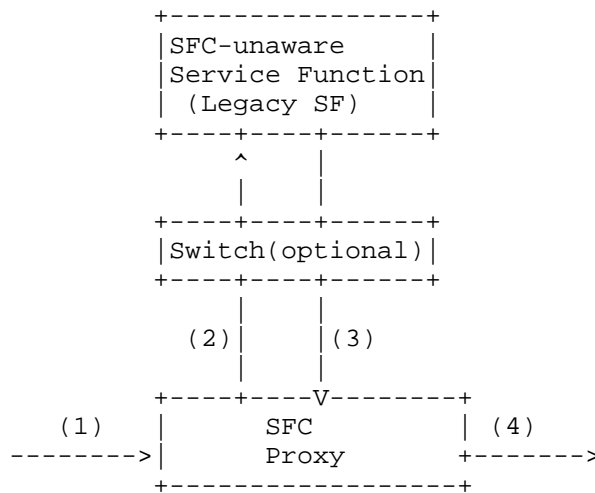 SFC-unaware
Service Function
(Legacy SF)
Switch(optional)
(2) (3)
(1) SFC (4)
Proxy